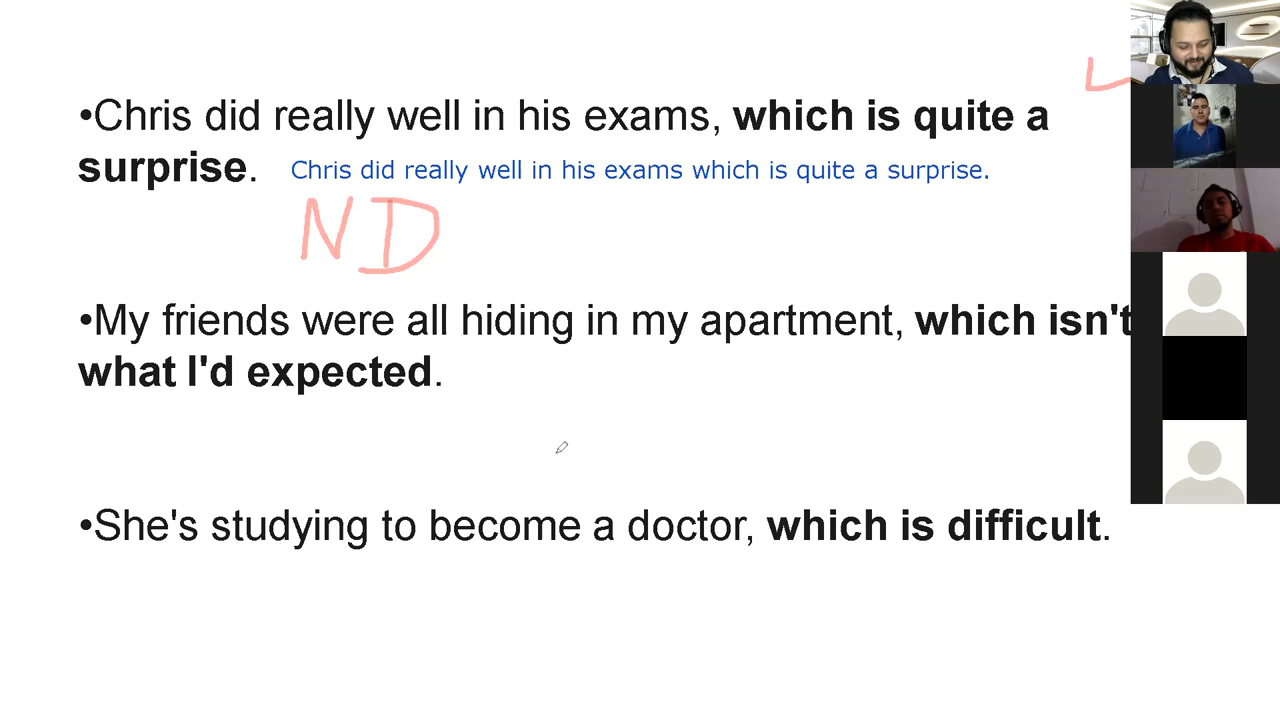 •Chris did really well in his exams, which is quite a
surprise.
Chris did really well in his exams which is quite a surprise.
ND
•My friends were all hiding in my apartment, which isn't
what I'd expected.
•She's studying to become a doctor, which is difficult.